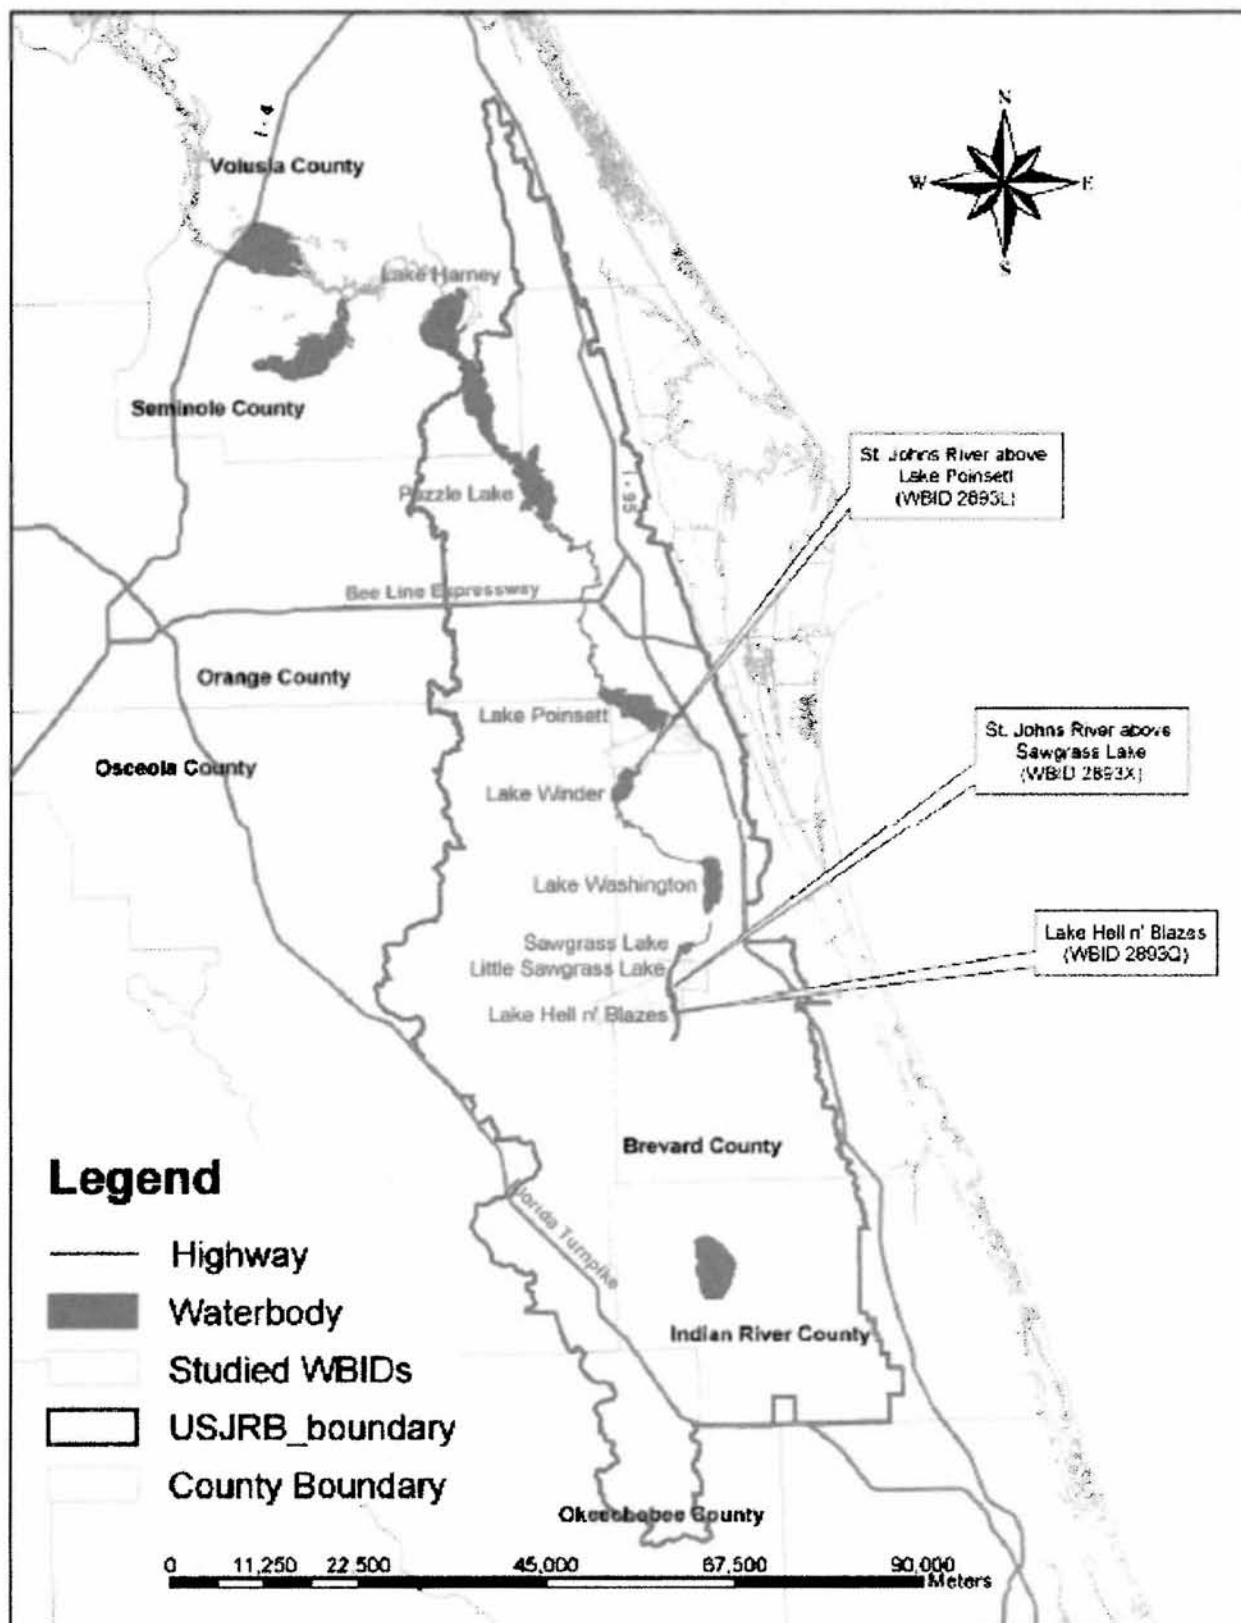 N
W
E
S
I-4
Volusia County
Lake Harney
Seminole County
St. Johns River above
Lake Poinsett
(WBID 2893L)
Puzzle Lake
I-95
Bee Line Expressway
Orange County
Lake Poinsett
St. Johns River above
Sawgrass Lake
(WBID 2893X)
Osceola County
Lake Winder
Lake Washington
Lake Hell n' Blazes
(WBID 2893Q)
Sawgrass Lake
Little Sawgrass Lake
Lake Hell n' Blazes
Brevard County
Florida Turnpike
Indian River County
Okeechobee County
Legend
Highway
Waterbody
Studied WBIDs
USJRB_boundary
County Boundary
0 11,250 22,500 45,000 67,500 90,000
Meters